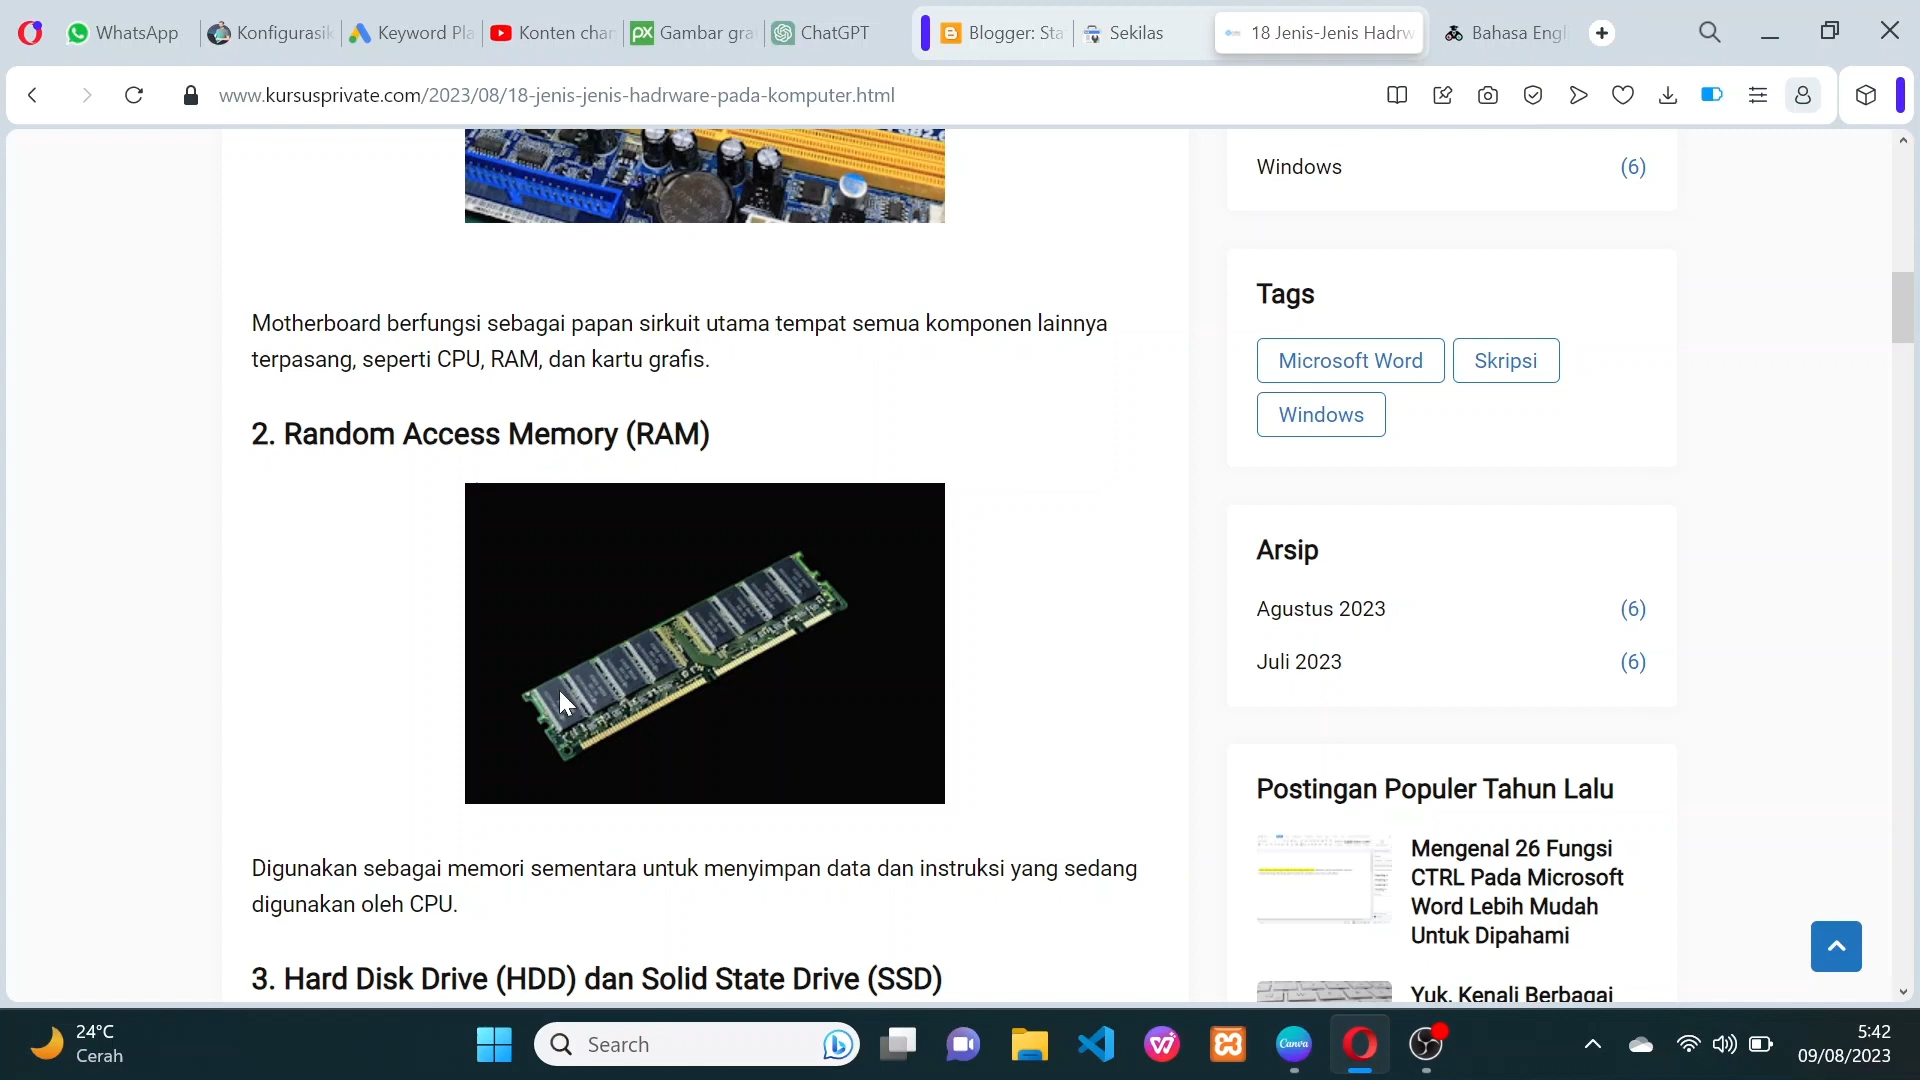 WhatsApp
Konfigurasik
Keyword Pla
Konten chan
px
Gambar gra
ChatGPT
Blogger: Sta
Sekilas
18 Jenis-Jenis Hadrw
Bahasa Engl
www.kursusprivate.com/2023/08/18-jenis-jenis-hadrware-pada-komputer.html
Motherboard berfungsi sebagai papan sirkuit utama tempat semua komponen lainnya
terpasang, seperti CPU, RAM, dan kartu grafis.
2. Random Access Memory (RAM)
Digunakan sebagai memori sementara untuk menyimpan data dan instruksi yang sedang
digunakan oleh CPU.
3. Hard Disk Drive (HDD) dan Solid State Drive (SSD)
Windows (6)
Tags
Microsoft Word
Skripsi
Windows
Arsip
Agustus 2023 (6)
Juli 2023 (6)
Postingan Populer Tahun Lalu
Mengenal 26 Fungsi
CTRL Pada Microsoft
Word Lebih Mudah
Untuk Dipahami
Yuk, Kenali Berbagai
24°C
Cerah
Search
Canva
5:42
09/08/2023